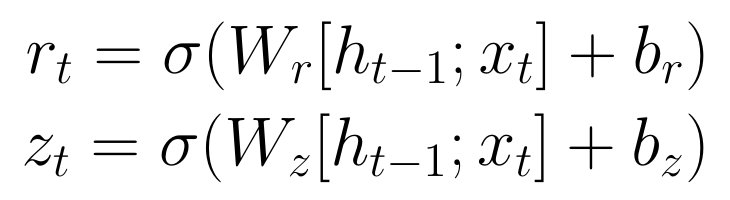 r_t = σ(W_r[h_{t−1}; x_t] + b_r)
z_t = σ(W_z[h_{t−1}; x_t] + b_z)